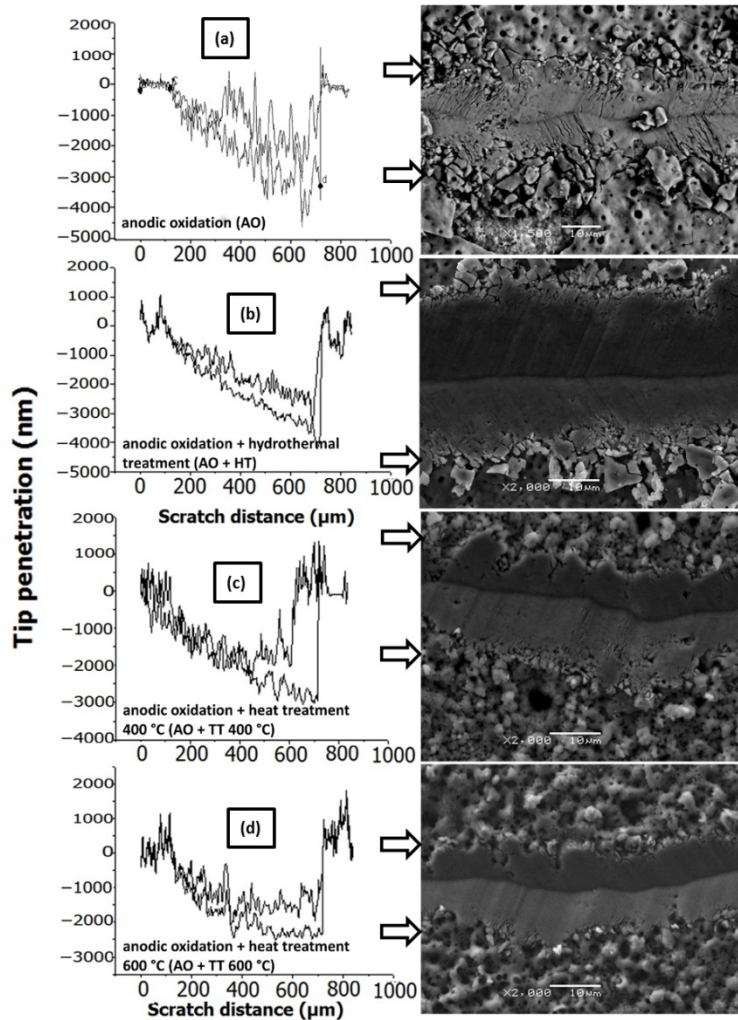 Tip penetration (nm)
2000
1000
0
−1000
−2000
−3000
−4000
−5000
(a)
d
anodic oxidation (AO)
0 200 400 600 800 1000
X1,500 10μm
2000
1000
0
−1000
−2000
−3000
−4000
−5000
(b)
anodic oxidation + hydrothermal
treatment (AO + HT)
0 200 400 600 800 1000
Scratch distance (μm)
X2,000 10μm
2000
1000
0
−1000
−2000
−3000
−4000
(c)
anodic oxidation + heat treatment
400 °C (AO + TT 400 °C)
0 200 400 600 800 1000
X2,000 10μm
2000
1000
0
−1000
−2000
−3000
(d)
anodic oxidation + heat treatment
600 °C (AO + TT 600 °C)
0 200 400 600 800 1000
Scratch distance (μm)
X2,000 10μm